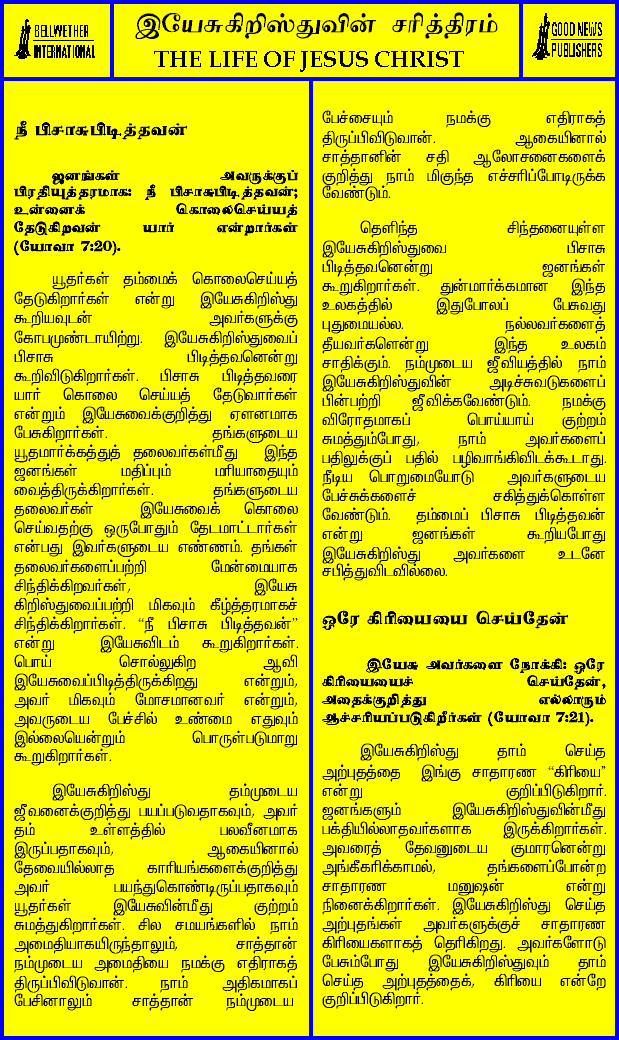 BELLWETHER
INTERNATIONAL
இயேசுகிறிஸ்துவின் சரித்திரம்
THE LIFE OF JESUS CHRIST
GOOD NEWS
PUBLISHERS
நீ பிசாசுபிடித்தவன்
ஜனங்கள் அவருக்குப்
பிரதியுத்தரமாக: நீ பிசாசுபிடித்தவன்;
உன்னைக் கொலைசெய்யத்
தேடுகிறவன் யார் என்றார்கள்
(யோவா 7:20).
யூதர்கள் தம்மைக் கொலைசெய்யத்
தேடுகிறார்கள் என்று இயேசுகிறிஸ்து
கூறியவுடன் அவர்களுக்கு
கோபமுண்டாயிற்று. இயேசுகிறிஸ்துவைப்
பிசாசு பிடித்தவனென்று
கூறிவிடுகிறார்கள். பிசாசு பிடித்தவரை
யார் கொலை செய்யத் தேடுவார்கள்
என்றும் இயேசுவைக்குறித்து ஏளனமாக
பேசுகிறார்கள். தங்களுடைய
யூதமார்க்கத்துத் தலைவர்கள்மீது இந்த
ஜனங்கள் மதிப்பும் மரியாதையும்
வைத்திருக்கிறார்கள். தங்களுடைய
தலைவர்கள் இயேசுவைக் கொலை
செய்வதற்கு ஒருபோதும் தேடமாட்டார்கள்
என்பது இவர்களுடைய எண்ணம். தங்கள்
தலைவர்களைப்பற்றி மேன்மையாக
சிந்திக்கிறவர்கள், இயேசு
கிறிஸ்துவைப்பற்றி மிகவும் கீழ்த்தரமாகச்
சிந்திக்கிறார்கள். “நீ பிசாசு பிடித்தவன்”
என்று இயேசுவிடம் கூறுகிறார்கள்.
பொய் சொல்லுகிற ஆவி
இயேசுவைப்பிடித்திருக்கிறது என்றும்,
அவர் மிகவும் மோசமானவர் என்றும்,
அவருடைய பேச்சில் உண்மை எதுவும்
இல்லையென்றும் பொருள்படுமாறு
கூறுகிறார்கள்.
இயேசுகிறிஸ்து தம்முடைய
ஜீவனைக்குறித்து பயப்படுவதாகவும், அவர்
தம் உள்ளத்தில் பலவீனமாக
இருப்பதாகவும், ஆகையினால்
தேவையில்லாத காரியங்களைக்குறித்து
அவர் பயந்துகொண்டிருப்பதாகவும்
யூதர்கள் இயேசுவின்மீது குற்றம்
சுமத்துகிறார்கள். சில சமயங்களில் நாம்
அமைதியாகயிருந்தாலும், சாத்தான்
நம்முடைய அமைதியை நமக்கு எதிராகத்
திருப்பிவிடுவான். நாம் அதிகமாகப்
பேசினாலும் சாத்தான் நம்முடைய
பேச்சையும் நமக்கு எதிராகத்
திருப்பிவிடுவான். ஆகையினால்
சாத்தானின் சதி ஆலோசனைகளைக்
குறித்து நாம் மிகுந்த எச்சரிப்போடிருக்க
வேண்டும்.
தெளிந்த சிந்தனையுள்ள
இயேசுகிறிஸ்துவை பிசாசு
பிடித்தவனென்று ஜனங்கள்
கூறுகிறார்கள். துன்மார்க்கமான இந்த
உலகத்தில் இதுபோலப் பேசுவது
புதுமையல்ல. நல்லவர்களைத்
தீயவர்களென்று இந்த உலகம்
சாதிக்கும். நம்முடைய ஜீவியத்தில் நாம்
இயேசுகிறிஸ்துவின் அடிச்சுவடுகளைப்
பின்பற்றி ஜீவிக்கவேண்டும். நமக்கு
விரோதமாகப் பொய்யாய் குற்றம்
சுமத்தும்போது, நாம் அவர்களைப்
பதிலுக்குப் பதில் பழிவாங்கிவிடக்கூடாது.
நீடிய பொறுமையோடு அவர்களுடைய
பேச்சுக்களைச் சகித்துக்கொள்ள
வேண்டும். தம்மைப் பிசாசு பிடித்தவன்
என்று ஜனங்கள் கூறியபோது
இயேசுகிறிஸ்து அவர்களை உடனே
சபித்துவிடவில்லை.
ஒரே கிரியையை செய்தேன்
இயேசு அவர்களை நோக்கி: ஒரே
கிரியையைச் செய்தேன்,
அதைக்குறித்து எல்லாரும்
ஆச்சரியப்படுகிறீர்கள் (யோவா 7:21).
இயேசுகிறிஸ்து தாம் செய்த
அற்புதத்தை இங்கு சாதாரண “கிரியை”
என்று குறிப்பிடுகிறார்.
ஜனங்களும் இயேசுகிறிஸ்துவின்மீது
பக்தியில்லாதவர்களாக இருக்கிறார்கள்.
அவரைத் தேவனுடைய குமாரனென்று
அங்கீகரிக்காமல், தங்களைப்போன்ற
சாதாரண மனுஷன் என்று
நினைக்கிறார்கள். இயேசுகிறிஸ்து செய்த
அற்புதங்கள் அவர்களுக்குச் சாதாரண
கிரியைகளாகத் தெரிகிறது. அவர்களோடு
பேசும்போது இயேசுகிறிஸ்துவும் தாம்
செய்த அற்புதத்தைக், கிரியை என்றே
குறிப்பிடுகிறார்.